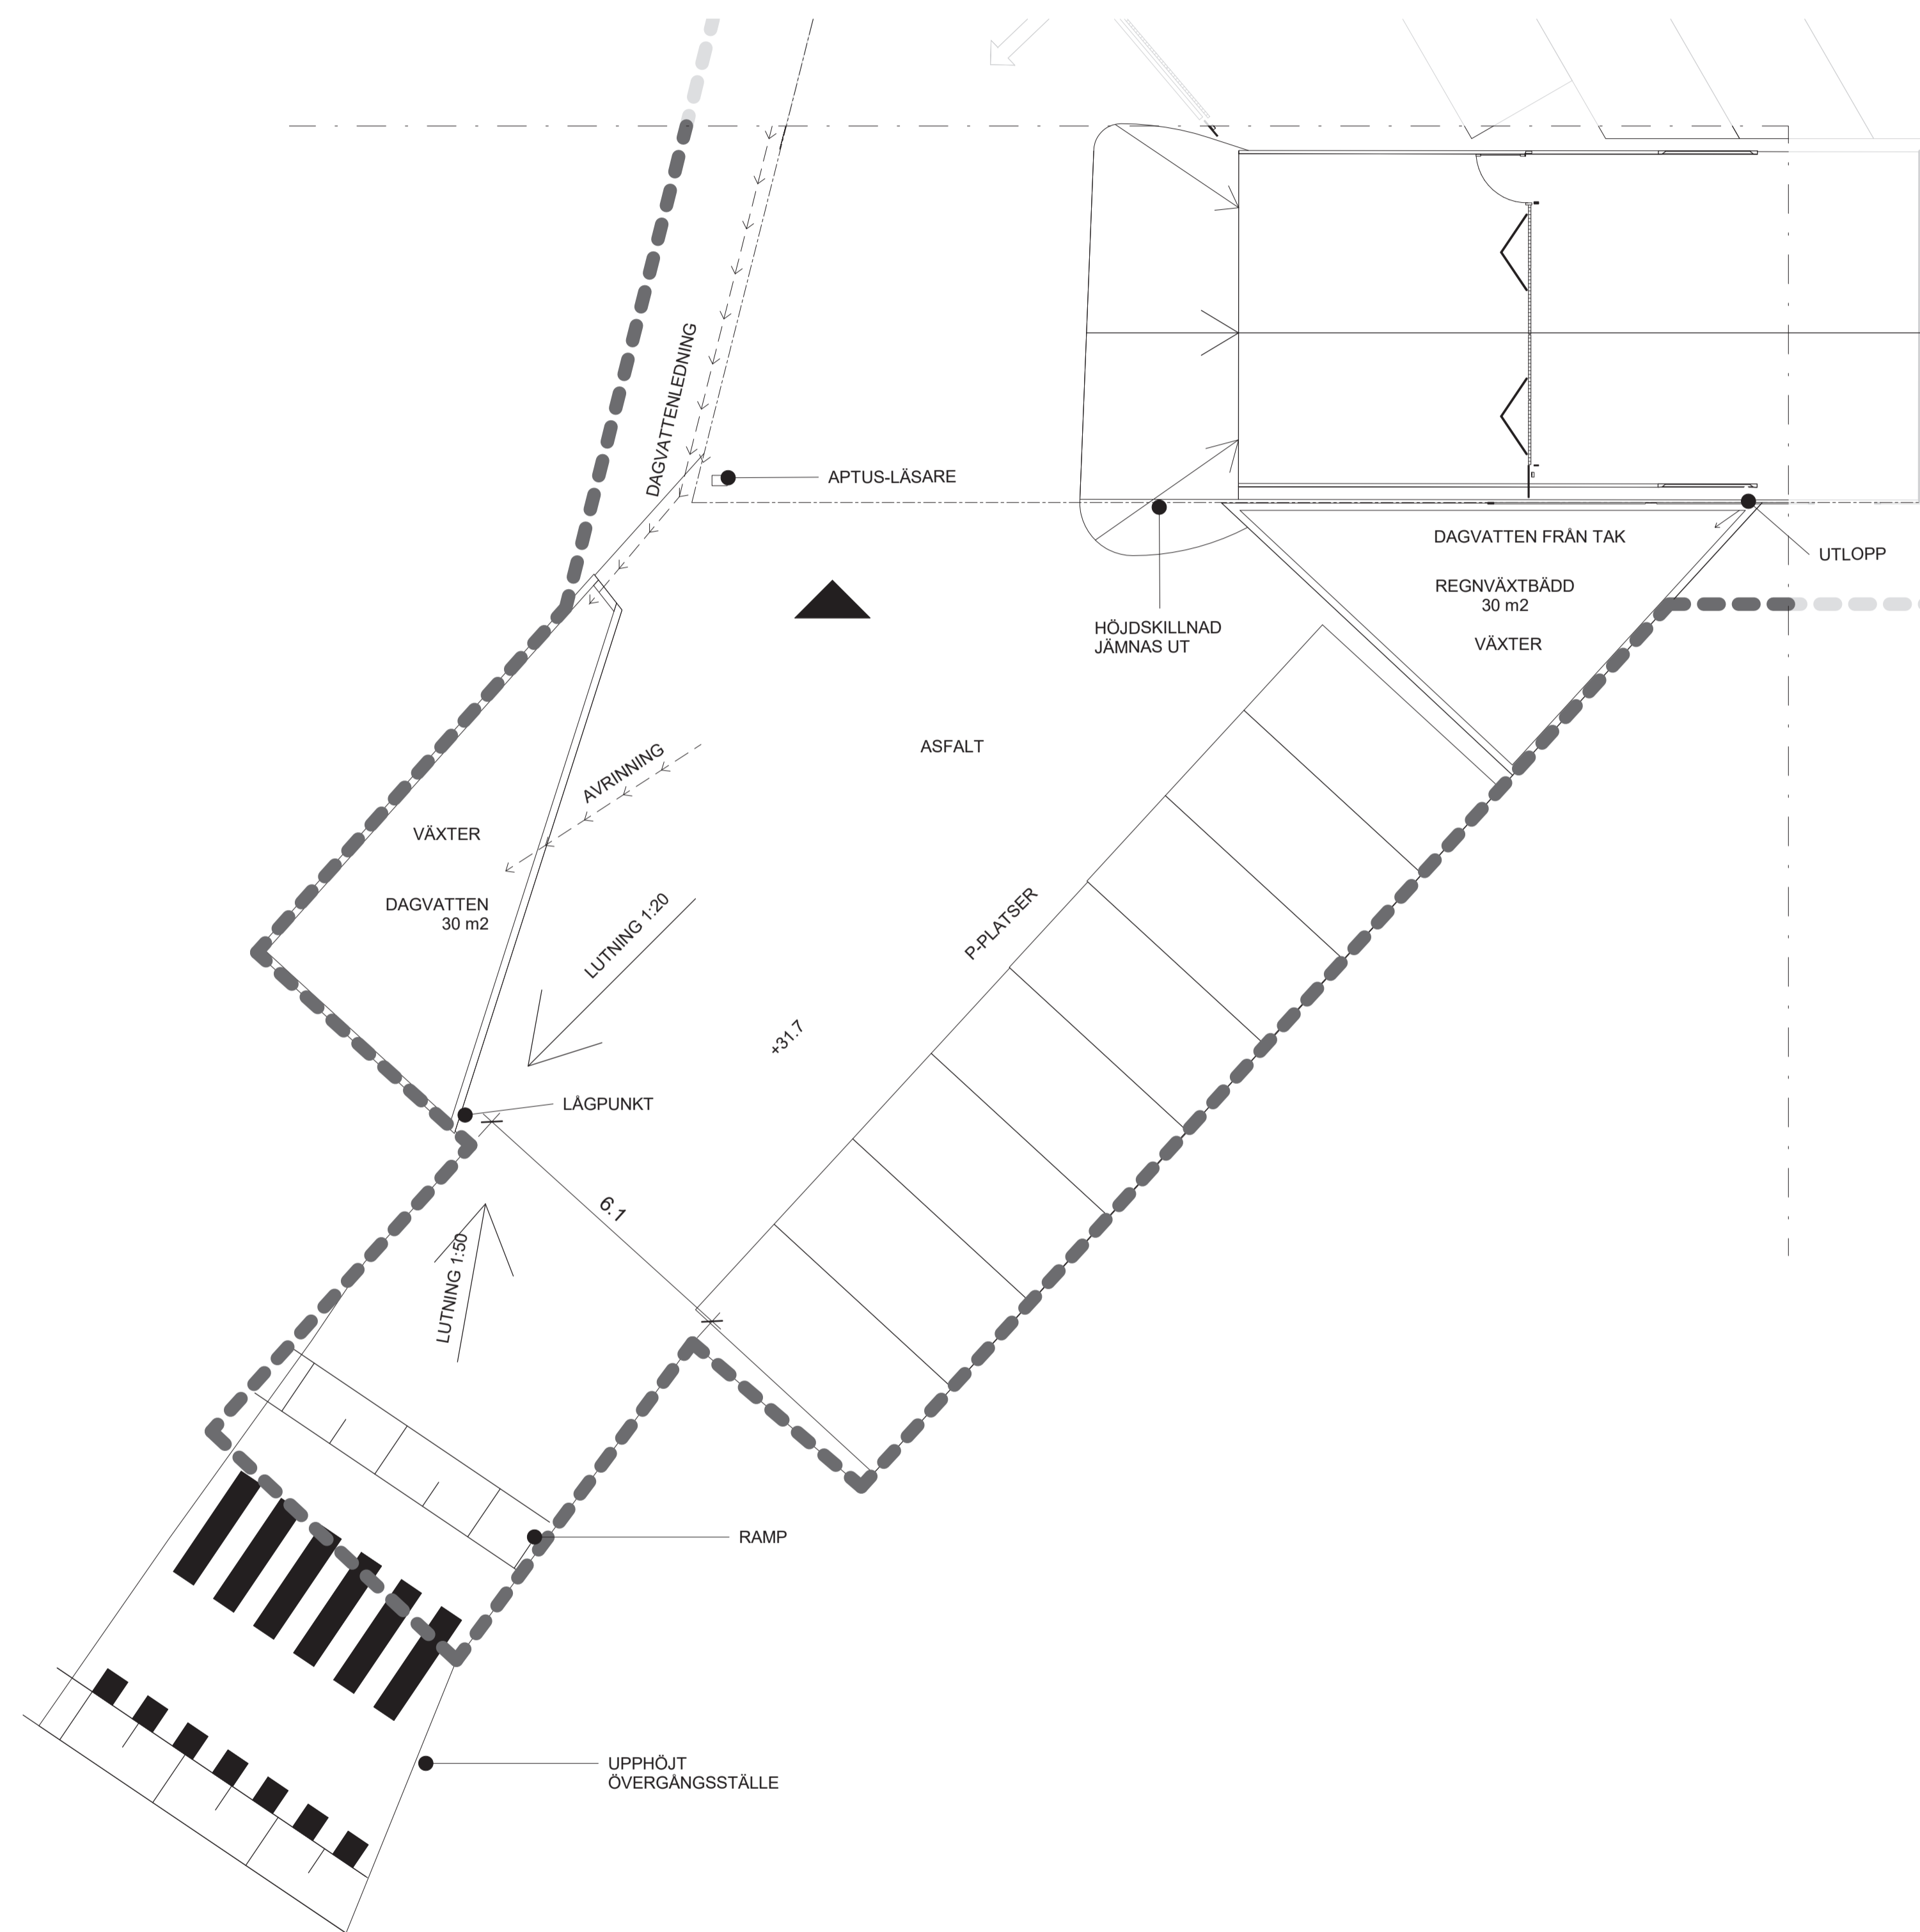 DAGVATTENLEDNING
APTUS-LÄSARE
DAGVATTEN FRÅN TAK
UTLOPP
REGNVÄXTBÄDD
30 m2
HÖJDSKILLNAD
JÄMNAS UT
VÄXTER
ASFALT
AVRINNING
VÄXTER
DAGVATTEN
30 m2
LUTNING 1:20
P-PLATSER
+31.7
LÅGPUNKT
6.1
LUTNING 1:50
RAMP
UPPHÖJT
ÖVERGÅNGSSTÄLLE